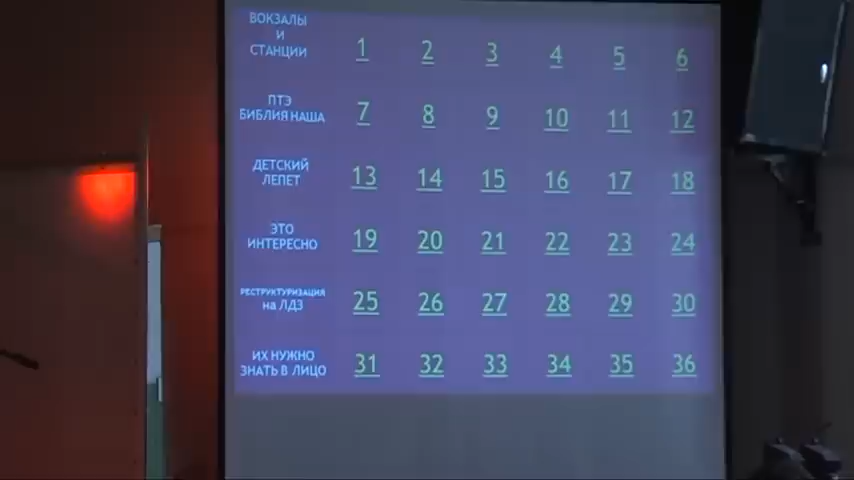 ВОКЗАЛЫ
И
СТАНЦИИ
1 2 3 4 5 6
ПТЭ
БИБЛИЯ НАША
7 8 9 10 11 12
ДЕТСКИЙ
ЛЕПЕТ
13 14 15 16 17 18
ЭТО
ИНТЕРЕСНО
19 20 21 22 23 24
РЕСТРУКТУРИЗАЦИЯ
на ЛДЗ
25 26 27 28 29 30
ИХ НУЖНО
ЗНАТЬ В ЛИЦО
31 32 33 34 35 36